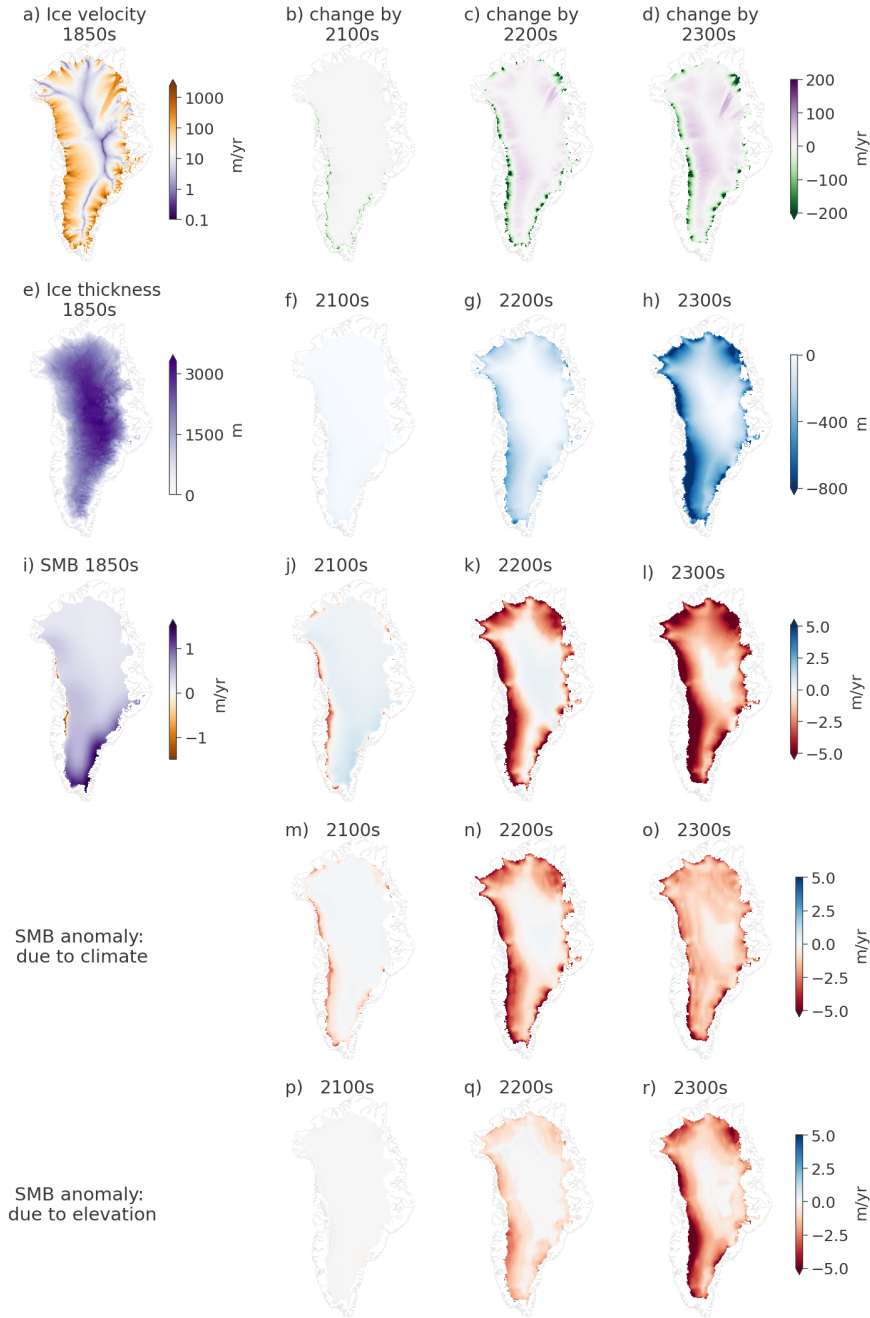 a) Ice velocity
1850s
b) change by
2100s
c) change by
2200s
d) change by
2300s
1000
100
10
1
0.1
m/yr
200
100
0
−100
−200
m/yr
e) Ice thickness
1850s
f) 2100s
g) 2200s
h) 2300s
3000
1500
0
m
0
−400
−800
m
i) SMB 1850s
j) 2100s
k) 2200s
l) 2300s
1
0
−1
m/yr
5.0
2.5
0.0
−2.5
−5.0
m/yr
m) 2100s
n) 2200s
o) 2300s
SMB anomaly:
due to climate
5.0
2.5
0.0
−2.5
−5.0
m/yr
p) 2100s
q) 2200s
r) 2300s
SMB anomaly:
due to elevation
5.0
2.5
0.0
−2.5
−5.0
m/yr